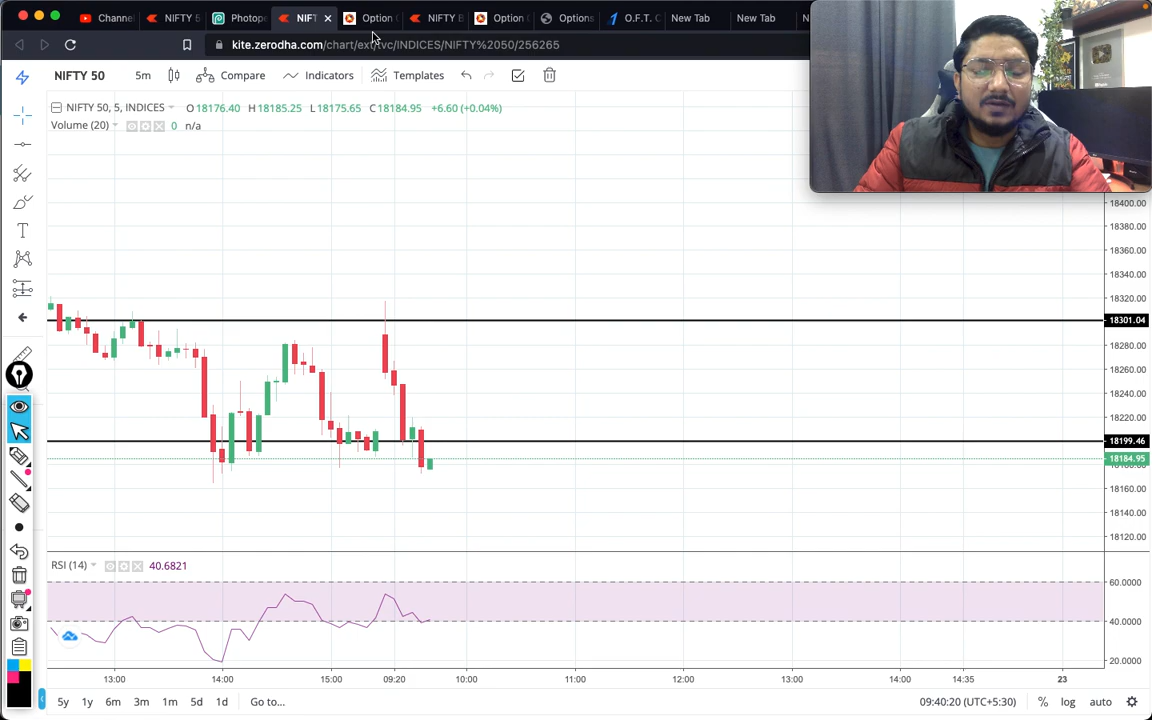 Channel
NIFTY 5
Photope
NIFT
Option C
NIFTY B
Option
Options
O.F.T. C
New Tab
New Tab
N
kite.zerodha.com/chart/ext/tvc/INDICES/NIFTY%2050/256265
NIFTY 50
5m
Compare
Indicators
Templates
NIFTY 50, 5, INDICES
O 18176.40 H 18185.25 L 18175.65 C 18184.95 +6.60 (+0.04%)
Volume (20)
0 n/a
T
18400.00
18380.00
18360.00
18340.00
18320.00
18301.04
18280.00
18260.00
18240.00
18220.00
18199.46
18184.95
18160.00
18140.00
18120.00
RSI (14)
40.6821
60.0000
40.0000
20.0000
13:00
14:00
15:00
09:20
10:00
11:00
12:00
13:00
14:00
14:35
23
5y
1y
6m
3m
1m
5d
1d
Go to...
09:40:20 (UTC+5:30)
%
log
auto